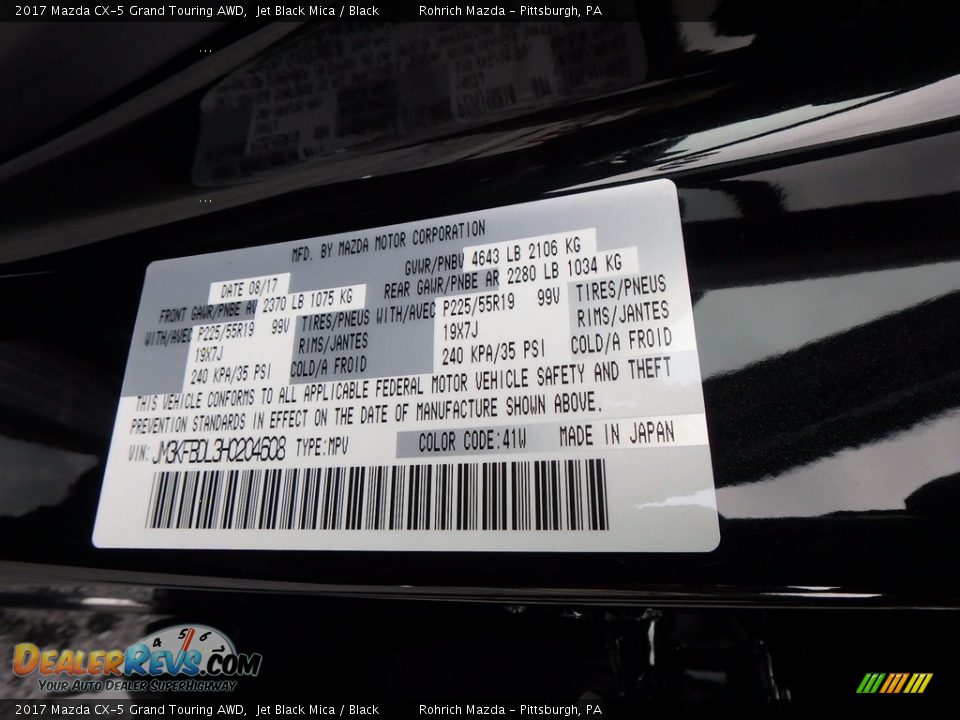 2017 Mazda CX-5 Grand Touring AWD, Jet Black Mica / Black Rohrich Mazda - Pittsburgh, PA
MFD. BY MAZDA MOTOR CORPORATION
DATE 08/17 GVWR/PNBV 4643 LB 2106 KG
FRONT GAWR/PNBE AV 2370 LB 1075 KG REAR GAWR/PNBE AR 2280 LB 1034 KG
WITH/AVEC P225/55R19 99V TIRES/PNEUS WITH/AVEC P225/55R19 99V TIRES/PNEUS
19X7J RIMS/JANTES 19X7J RIMS/JANTES
240 KPA/35 PSI COLD/A FROID 240 KPA/35 PSI COLD/A FROID
THIS VEHICLE CONFORMS TO ALL APPLICABLE FEDERAL MOTOR VEHICLE SAFETY AND THEFT
PREVENTION STANDARDS IN EFFECT ON THE DATE OF MANUFACTURE SHOWN ABOVE.
VIN: JM3KFBDL3H0204608 TYPE:MPV COLOR CODE:41W MADE IN JAPAN
4 5 6
DEALERREVS.COM
Your Auto Dealer SuperHighway
2017 Mazda CX-5 Grand Touring AWD, Jet Black Mica / Black Rohrich Mazda - Pittsburgh, PA